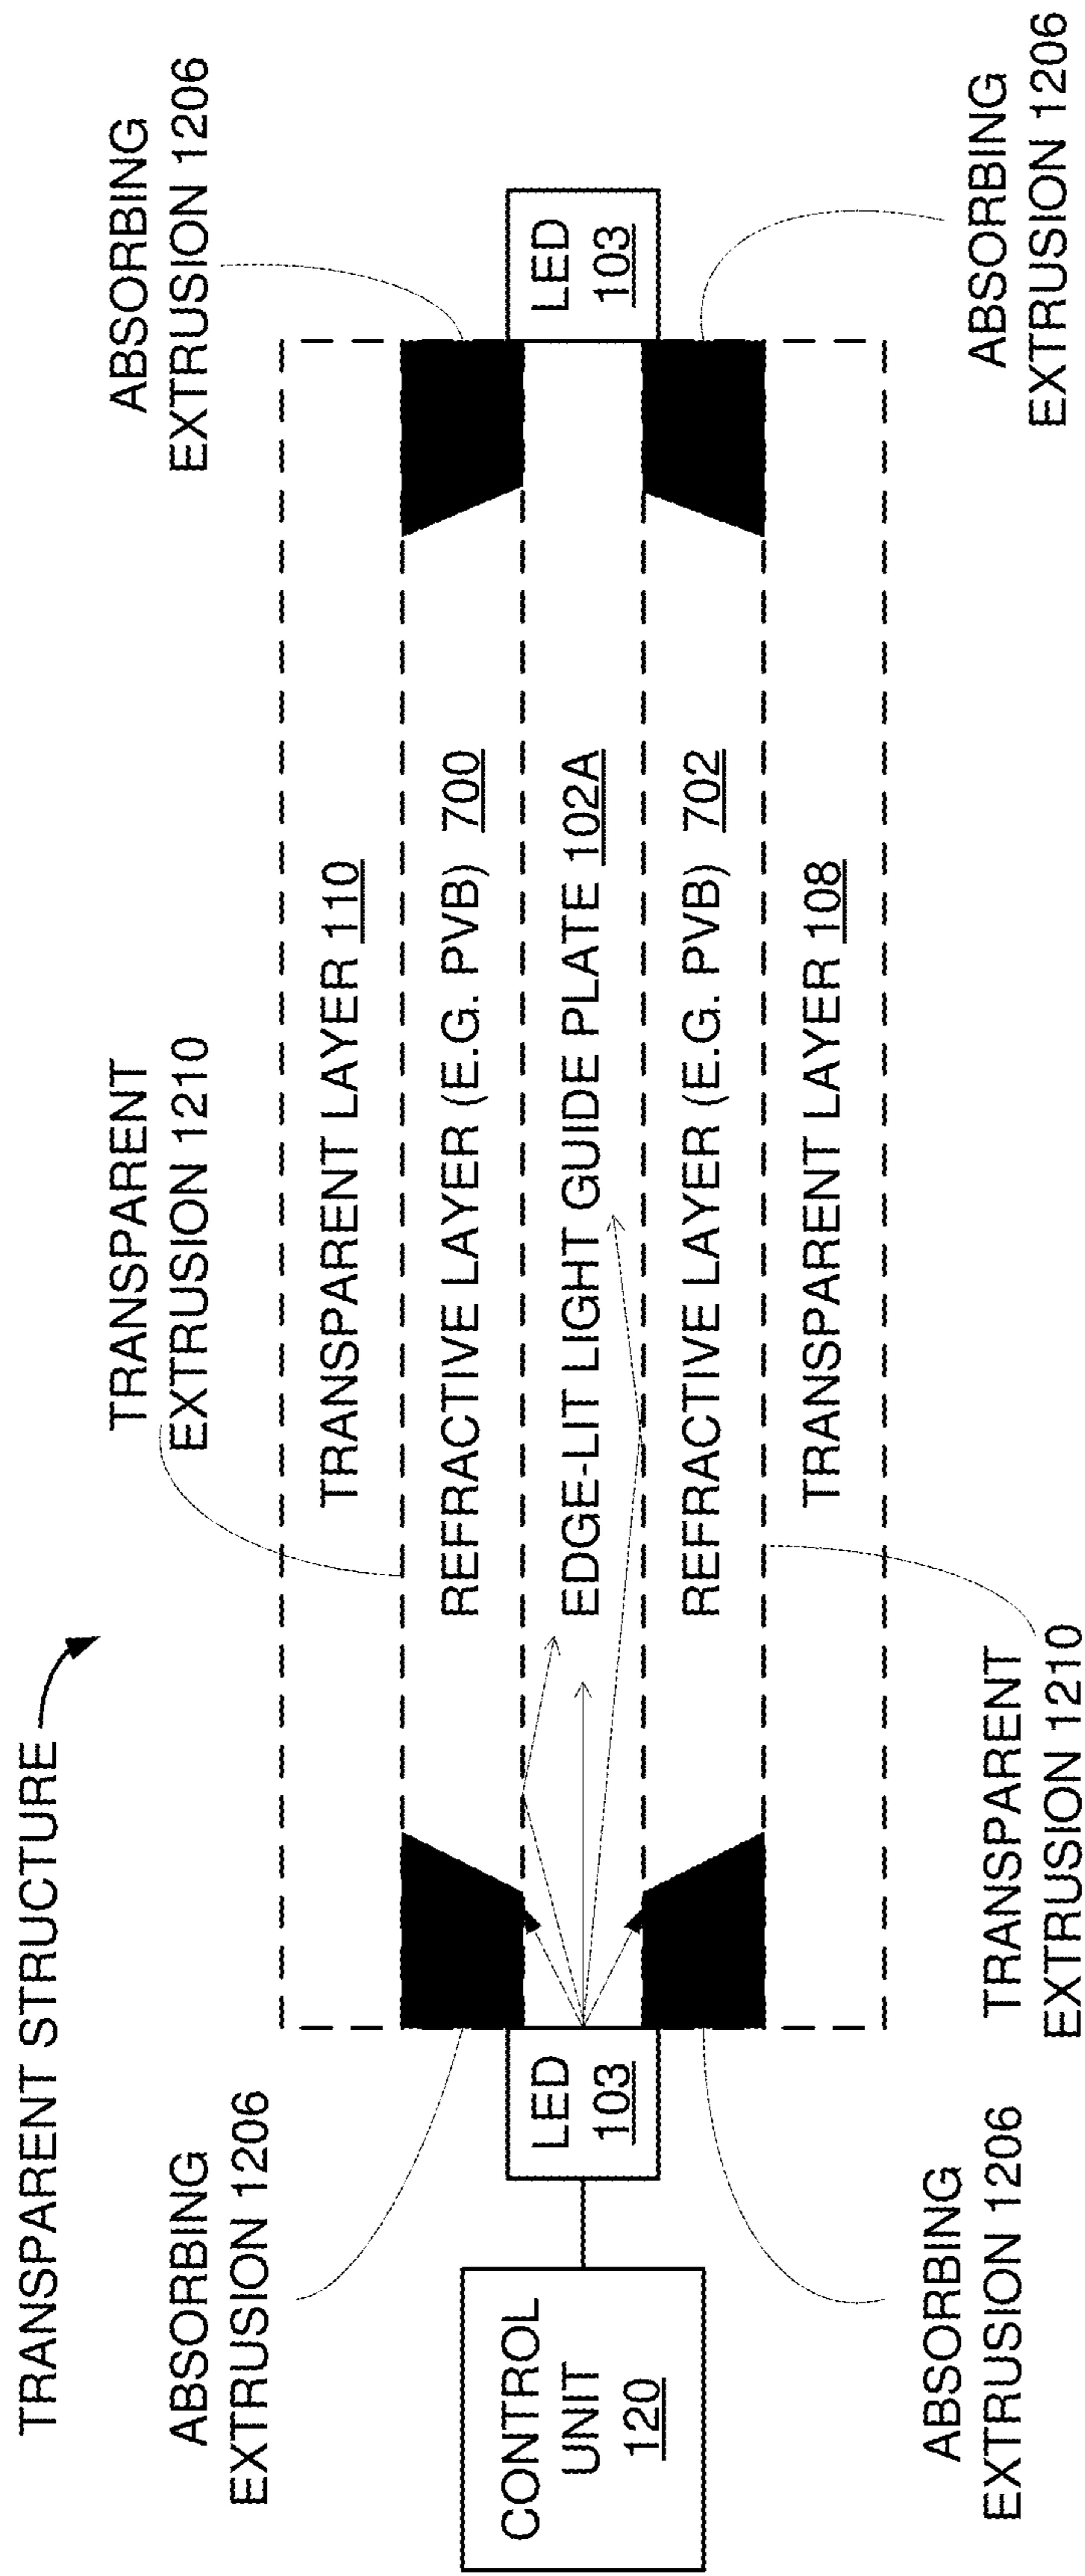 TRANSPARENT STRUCTURE
ABSORBING
EXTRUSION 1206
TRANSPARENT
EXTRUSION 1210
ABSORBING
EXTRUSION 1206
TRANSPARENT LAYER 110
REFRACTIVE LAYER (E.G. PVB) 700
CONTROL
UNIT
120
LED
103
EDGE-LIT LIGHT GUIDE PLATE 102A
LED
103
REFRACTIVE LAYER (E.G. PVB) 702
TRANSPARENT LAYER 108
ABSORBING
EXTRUSION 1206
TRANSPARENT
EXTRUSION 1210
ABSORBING
EXTRUSION 1206